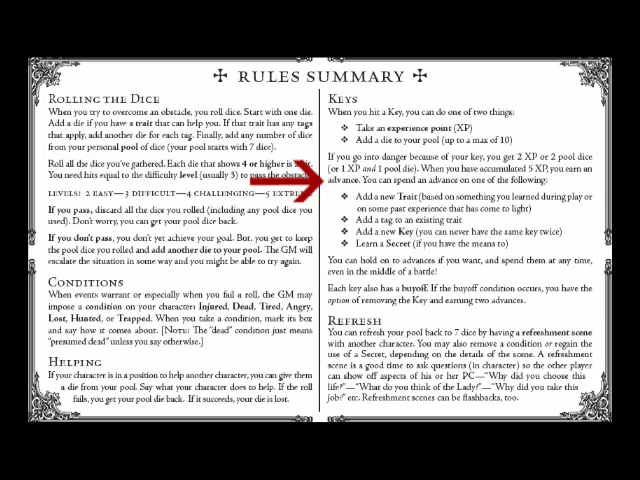 RULES SUMMARY
ROLLING THE DICE
When you try to overcome an obstacle, you roll dice. Start with one die.
Add a die if you have a trait that can help you. If that trait has any tags
that apply, add another die for each tag. Finally, add any number of dice
from your personal pool of dice (your pool starts with 7 dice).
Roll all the dice you've gathered. Each die that shows 4 or higher is a hit.
You need hits equal to the difficulty level (usually 3) to pass the obstacle.
LEVELS: 2 EASY—3 DIFFICULT—4 CHALLENGING—5 EXTREME
If you pass, discard all the dice you rolled (including any pool dice you
used). Don't worry, you can get your pool dice back.
If you don't pass, you don't yet achieve your goal. But, you get to keep
the pool dice you rolled and add another die to your pool. The GM will
escalate the situation in some way and you might be able to try again.
CONDITIONS
When events warrant or especially when you fail a roll, the GM may
impose a condition on your character: Injured, Dead, Tired, Angry,
Lost, Hunted, or Trapped. When you take a condition, mark its box
and say how it comes about. [NOTE: The "dead" condition just means
"presumed dead" unless you say otherwise.]
HELPING
If your character is in a position to help another character, you can give them
a die from your pool. Say what your character does to help. If the roll
fails, you get your pool die back. If it succeeds, your die is lost.
KEYS
When you hit a Key, you can do one of two things:
❖ Take an experience point (XP)
❖ Add a die to your pool (up to a max of 10)
If you go into danger because of your key, you get 2 XP or 2 pool dice
(or 1 XP and 1 pool die). When you have accumulated 5 XP, you earn an
advance. You can spend an advance on one of the following:
❖ Add a new Trait (based on something you learned during play or
on some past experience that has come to light)
❖ Add a tag to an existing trait
❖ Add a new Key (you can never have the same key twice)
❖ Learn a Secret (if you have the means to)
You can hold on to advances if you want, and spend them at any time,
even in the middle of a battle!
Each key also has a buyoff. If the buyoff condition occurs, you have the
option of removing the Key and earning two advances.
REFRESH
You can refresh your pool back to 7 dice by having a refreshment scene
with another character. You may also remove a condition or regain the
use of a Secret, depending on the details of the scene. A refreshment
scene is a good time to ask questions (in character) so the other player
can show off aspects of his or her PC—"Why did you choose this
life?"—"What do you think of the Lady?"—"Why did you take this
job?" etc. Refreshment scenes can be flashbacks, too.